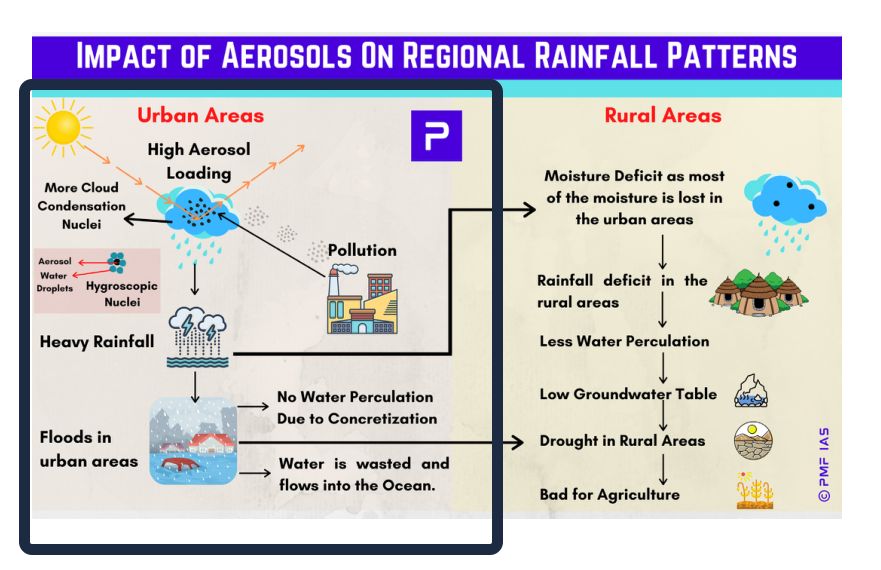 IMPACT OF AEROSOLS ON REGIONAL RAINFALL PATTERNS
Urban Areas
High Aerosol
Loading
More Cloud
Condensation
Nuclei
Aerosol
Water
Droplets
Hygroscopic
Nuclei
Pollution
Heavy Rainfall
No Water Perculation
Due to Concretization
Floods in
urban areas
Water is wasted and
flows into the Ocean.
P
Rural Areas
Moisture Deficit as most
of the moisture is lost in
the urban areas
Rainfall deficit in the
rural areas
Less Water Perculation
Low Groundwater Table
Drought in Rural Areas
Bad for Agriculture
© PMF IAS